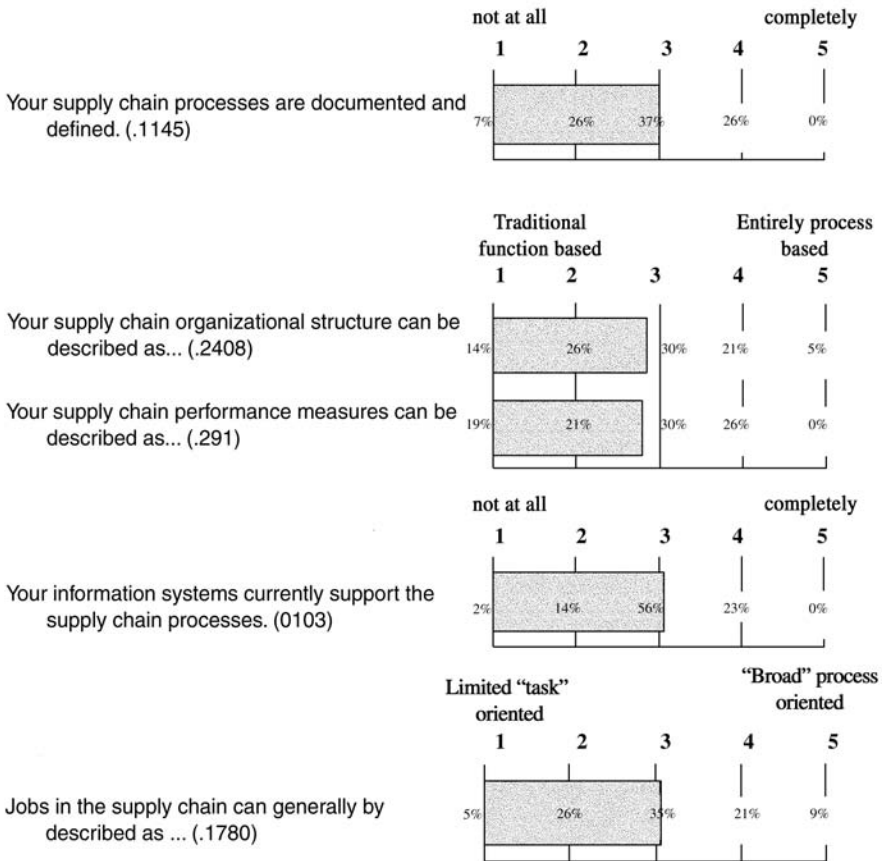 not at all completely
1 2 3 4 5
Your supply chain processes are documented and
defined. (.1145)
7% 26% 37% 26% 0%
Traditional Entirely process
function based based
1 2 3 4 5
Your supply chain organizational structure can be
described as... (.2408)
14% 26% 30% 21% 5%
Your supply chain performance measures can be
described as... (.291)
19% 21% 30% 26% 0%
not at all completely
1 2 3 4 5
Your information systems currently support the
supply chain processes. (0103)
2% 14% 56% 23% 0%
Limited “task” “Broad” process
oriented oriented
1 2 3 4 5
Jobs in the supply chain can generally by
described as ... (.1780)
5% 26% 35% 21% 9%